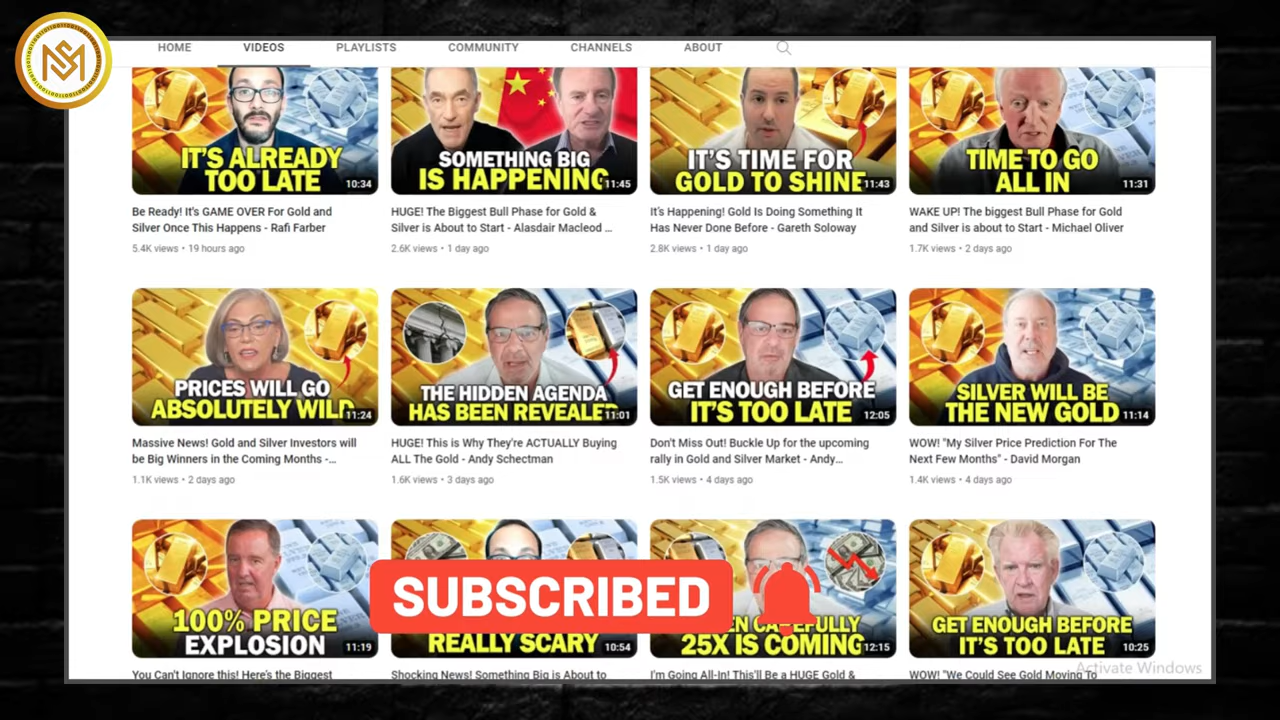 SM
HOME VIDEOS PLAYLISTS COMMUNITY CHANNELS ABOUT
IT'S ALREADY
TOO LATE
10:34
SOMETHING BIG
IS HAPPENING
11:45
IT'S TIME FOR
GOLD TO SHINE
11:43
TIME TO GO
ALL IN
11:31
Be Ready! It's GAME OVER For Gold and
Silver Once This Happens - Rafi Farber
5.4K views • 19 hours ago
HUGE! The Biggest Bull Phase for Gold &
Silver is About to Start - Alasdair Macleod ...
2.6K views • 1 day ago
It's Happening! Gold Is Doing Something It
Has Never Done Before - Gareth Soloway
2.8K views • 1 day ago
WAKE UP! The biggest Bull Phase for Gold
and Silver is about to Start - Michael Oliver
1.7K views • 2 days ago
PRICES WILL GO
ABSOLUTELY WILD
11:24
THE HIDDEN AGENDA
HAS BEEN REVEALED
11:01
GET ENOUGH BEFORE
IT'S TOO LATE
12:05
SILVER WILL BE
THE NEW GOLD
11:14
Massive News! Gold and Silver Investors will
be Big Winners in the Coming Months -...
1.1K views • 2 days ago
HUGE! This is Why They're ACTUALLY Buying
ALL The Gold - Andy Schectman
1.6K views • 3 days ago
Don't Miss Out! Buckle Up for the upcoming
rally in Gold and Silver Market - Andy...
1.5K views • 4 days ago
WOW! "My Silver Price Prediction For The
Next Few Months" - David Morgan
1.4K views • 4 days ago
100% PRICE
EXPLOSION
11:19
REALLY SCARY
10:54
25X IS COMING
12:15
GET ENOUGH BEFORE
IT'S TOO LATE
10:25
SUBSCRIBED
You Can't Ignore this! Here's the Biggest
Shocking News! Something Big is About to
I'm Going All-In! This'll Be a HUGE Gold &
WOW! "We Could See Gold Moving To
Activate Windows